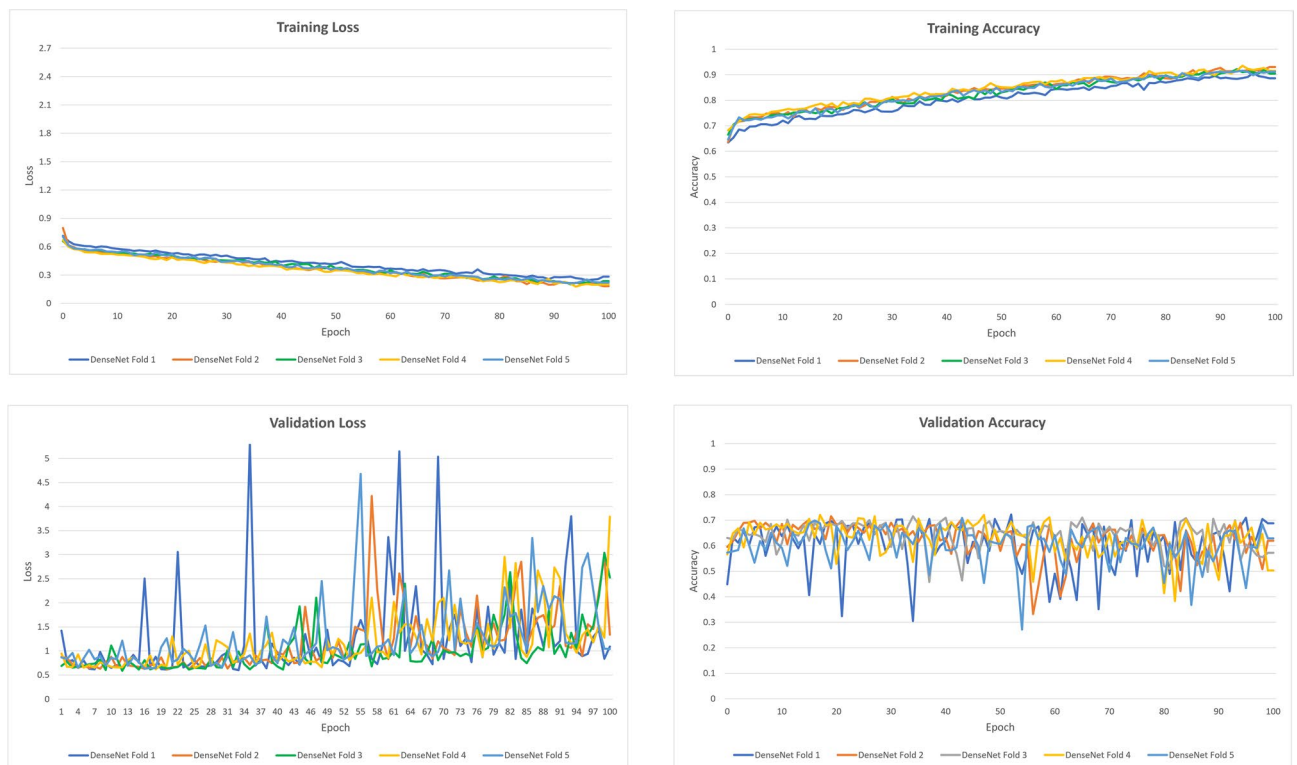 Training Loss
2.7
2.4
2.1
1.8
1.5
1.2
0.9
0.6
0.3
0
Loss
0 10 20 30 40 50 60 70 80 90 100
Epoch
DenseNet Fold 1 DenseNet Fold 2 DenseNet Fold 3 DenseNet Fold 4 DenseNet Fold 5
Training Accuracy
1
0.9
0.8
0.7
0.6
0.5
0.4
0.3
0.2
0.1
0
Accuracy
0 10 20 30 40 50 60 70 80 90 100
Epoch
DenseNet Fold 1 DenseNet Fold 2 DenseNet Fold 3 DenseNet Fold 4 DenseNet Fold 5
Validation Loss
5
4.5
4
3.5
3
2.5
2
1.5
1
0.5
0
Loss
1 4 7 10 13 16 19 22 25 28 31 34 37 40 43 46 49 52 55 58 61 64 67 70 73 76 79 82 85 88 91 94 97 100
Epoch
DenseNet Fold 1 DenseNet Fold 2 DenseNet Fold 3 DenseNet Fold 4 DenseNet Fold 5
Validation Accuracy
1
0.9
0.8
0.7
0.6
0.5
0.4
0.3
0.2
0.1
0
Accuracy
0 10 20 30 40 50 60 70 80 90 100
Epoch
DenseNet Fold 1 DenseNet Fold 2 DenseNet Fold 3 DenseNet Fold 4 DenseNet Fold 5